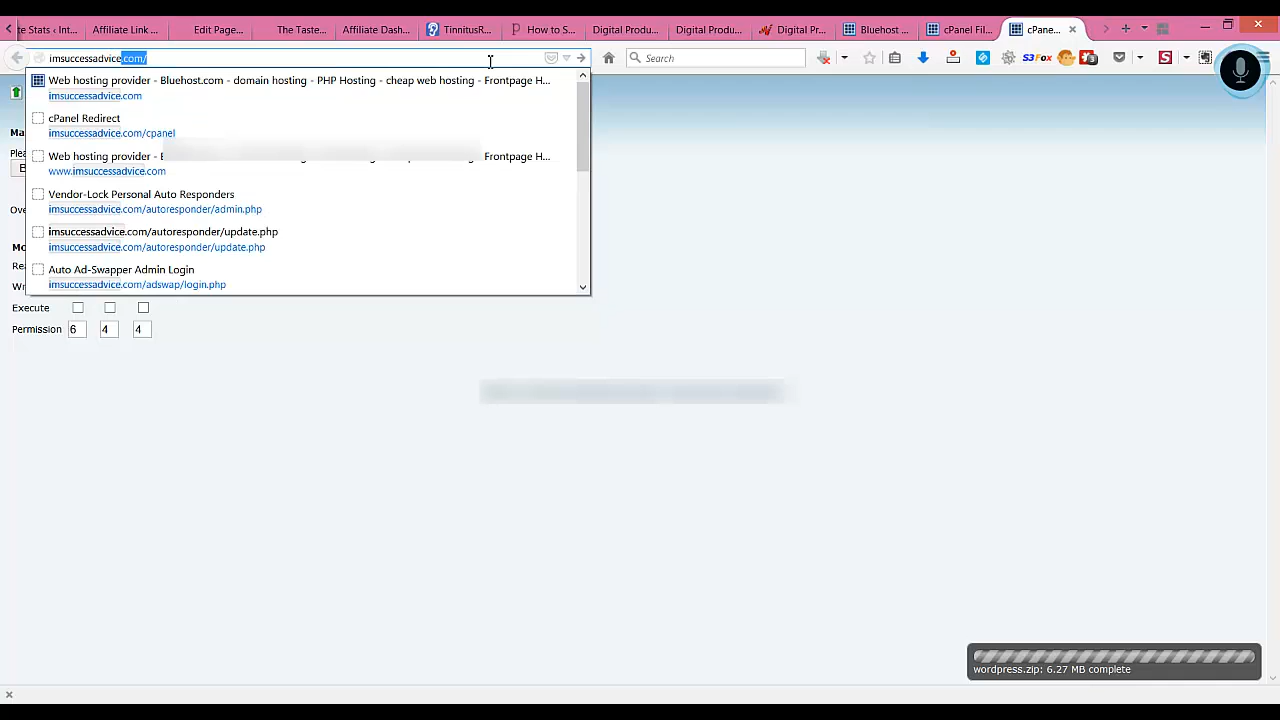 te Stats ‹ Int... Affiliate Link ... Edit Page... The Taste... Affiliate Dash... TinnitusR... How to S... Digital Produ... Digital Produ... Digital Pr... Bluehost ... cPanel Fil... cPane...
imsuccessadvice.com/ Search S3Fox
Web hosting provider - Bluehost.com - domain hosting - PHP Hosting - cheap web hosting - Frontpage H...
imsuccessadvice.com
cPanel Redirect
imsuccessadvice.com/cpanel
Web hosting provider - Frontpage H...
www.imsuccessadvice.com
Vendor-Lock Personal Auto Responders
imsuccessadvice.com/autoresponder/admin.php
imsuccessadvice.com/autoresponder/update.php
imsuccessadvice.com/autoresponder/update.php
Auto Ad-Swapper Admin Login
imsuccessadvice.com/adswap/login.php
Execute
Permission 6 4 4
wordpress.zip: 6.27 MB complete